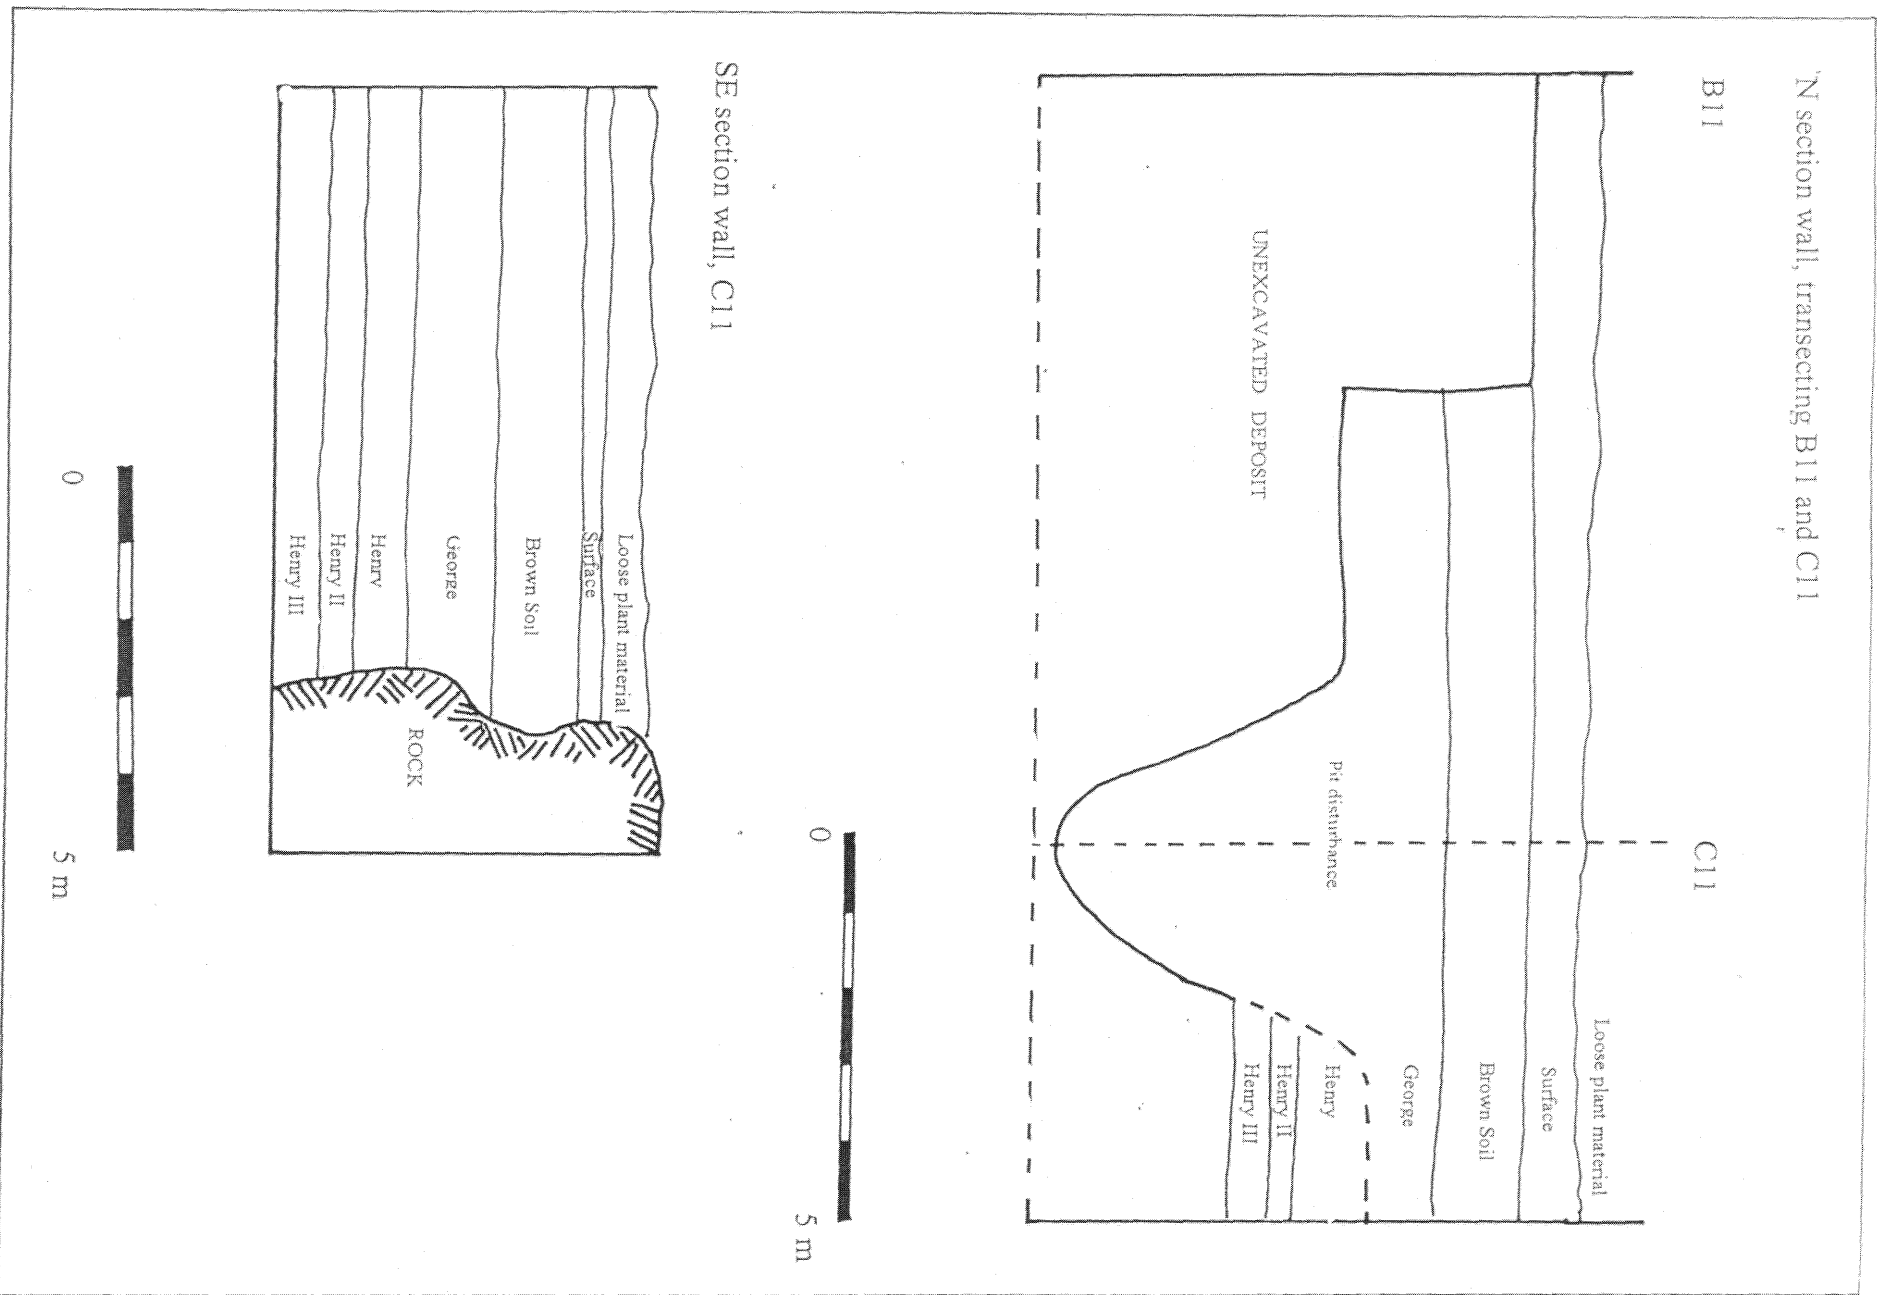 N section wall, transecting B11 and C11
B11
C11
Loose plant material
Surface
Brown Soil
George
Henry
Henry II
Henry III
Pit disturbance
UNEXCAVATED DEPOSIT
0
5 m
SE section wall, C11
Loose plant material
Surface
Brown Soil
George
Henry
Henry II
Henry III
ROCK
0
5 m